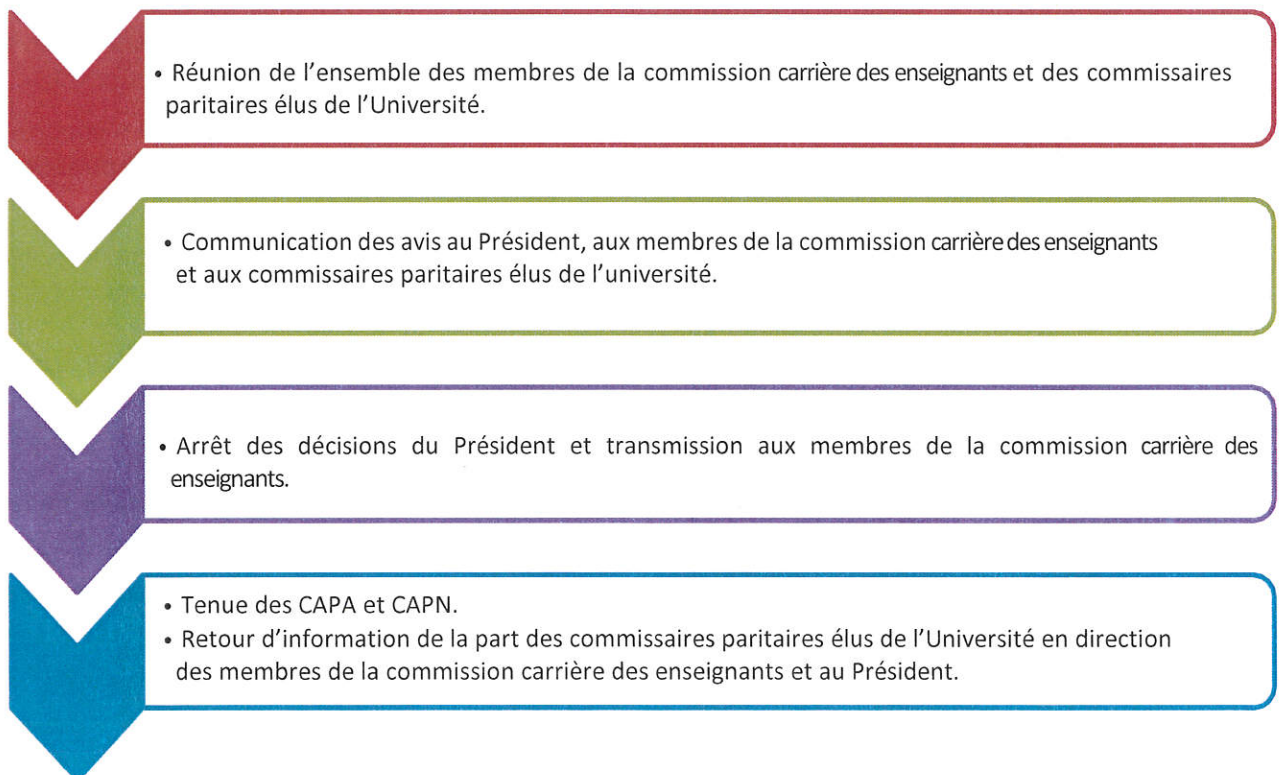 • Réunion de l’ensemble des membres de la commission carrière des enseignants et des commissaires
paritaires élus de l’Université.
• Communication des avis au Président, aux membres de la commission carrière des enseignants
et aux commissaires paritaires élus de l’université.
• Arrêt des décisions du Président et transmission aux membres de la commission carrière des
enseignants.
• Tenue des CAPA et CAPN.
• Retour d’information de la part des commissaires paritaires élus de l’Université en direction
des membres de la commission carrière des enseignants et au Président.